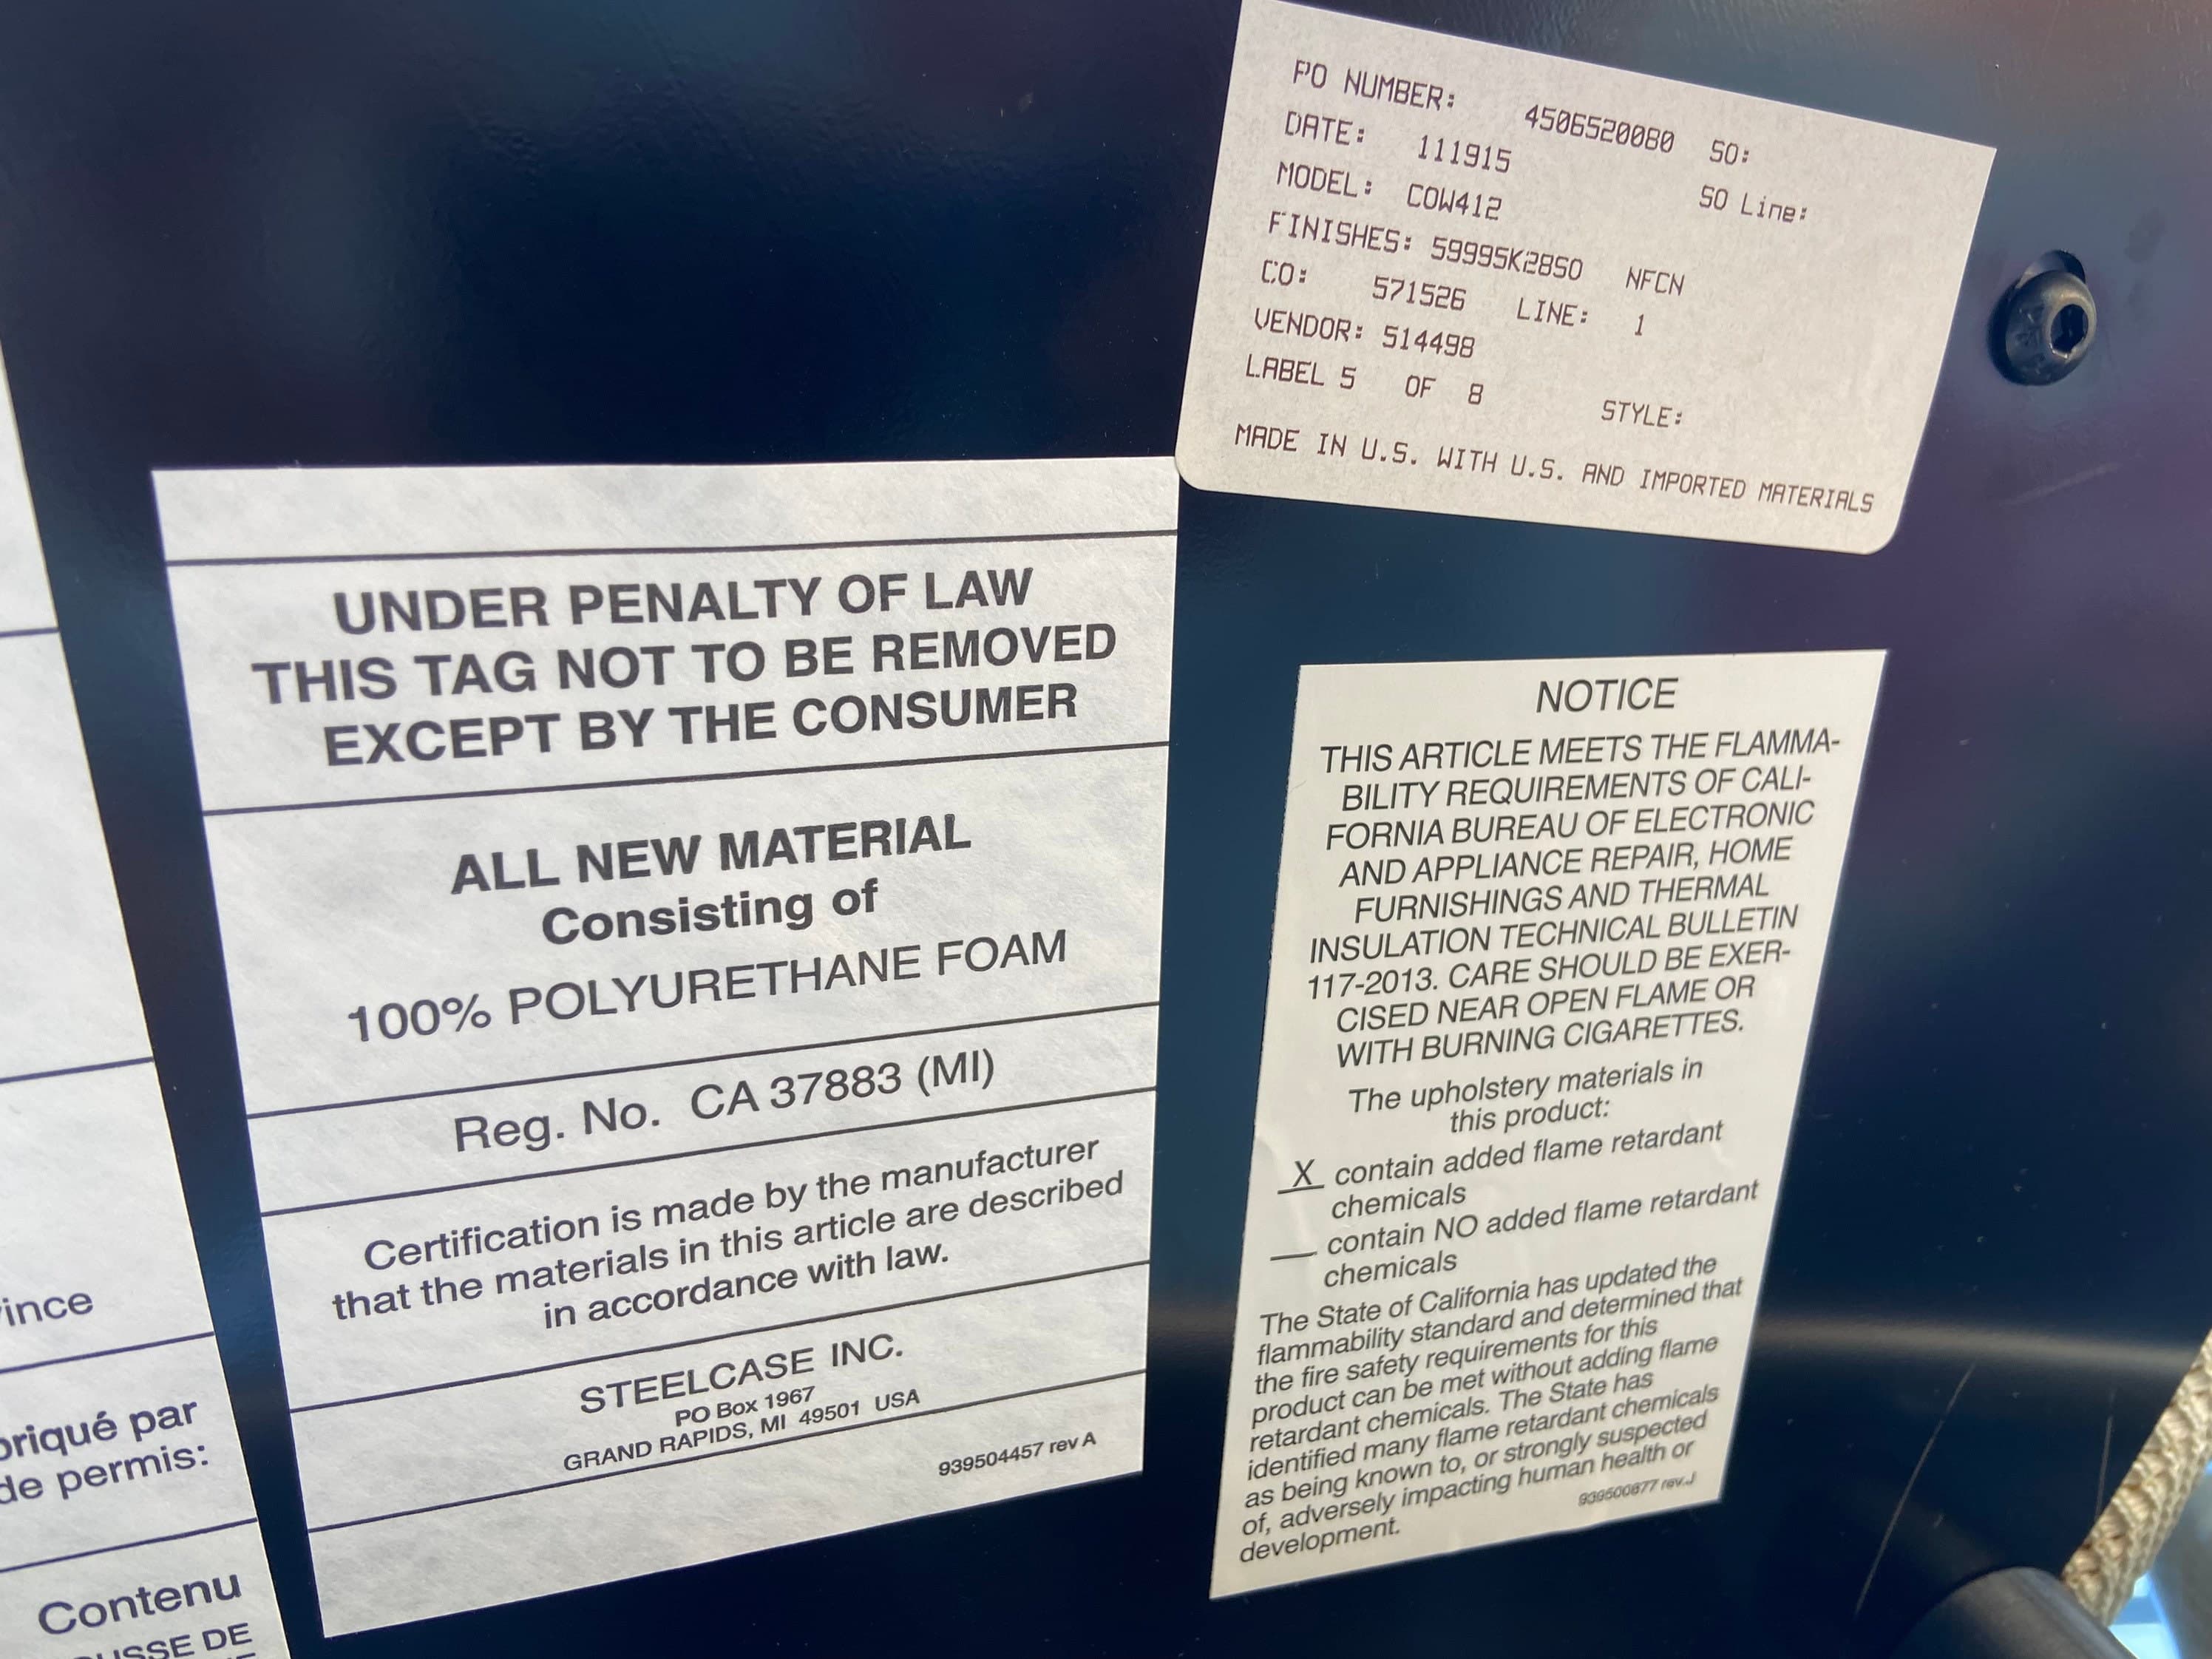 PO NUMBER: 4506520080 SO:
DATE: 111915 SO Line:
MODEL: COW412
FINISHES: 59995K28SO NFCN
CO: 571526 LINE: 1
VENDOR: 514498
LABEL 5 OF 8 STYLE:
MADE IN U.S. WITH U.S. AND IMPORTED MATERIALS
UNDER PENALTY OF LAW
THIS TAG NOT TO BE REMOVED
EXCEPT BY THE CONSUMER
ALL NEW MATERIAL
Consisting of
100% POLYURETHANE FOAM
Reg. No. CA 37883 (MI)
Certification is made by the manufacturer
that the materials in this article are described
in accordance with law.
STEELCASE INC.
PO Box 1967
GRAND RAPIDS, MI 49501 USA
939504457 rev A
NOTICE
THIS ARTICLE MEETS THE FLAMMA-
BILITY REQUIREMENTS OF CALI-
FORNIA BUREAU OF ELECTRONIC
AND APPLIANCE REPAIR, HOME
FURNISHINGS AND THERMAL
INSULATION TECHNICAL BULLETIN
117-2013. CARE SHOULD BE EXER-
CISED NEAR OPEN FLAME OR
WITH BURNING CIGARETTES.
The upholstery materials in
this product:
X contain added flame retardant
chemicals
__ contain NO added flame retardant
chemicals
The State of California has updated the
flammability standard and determined that
the fire safety requirements for this
product can be met without adding flame
retardant chemicals. The State has
identified many flame retardant chemicals
as being known to, or strongly suspected
of, adversely impacting human health or
development.
939500877 rev.J
ince
briqué par
de permis:
Contenu
USSE DE